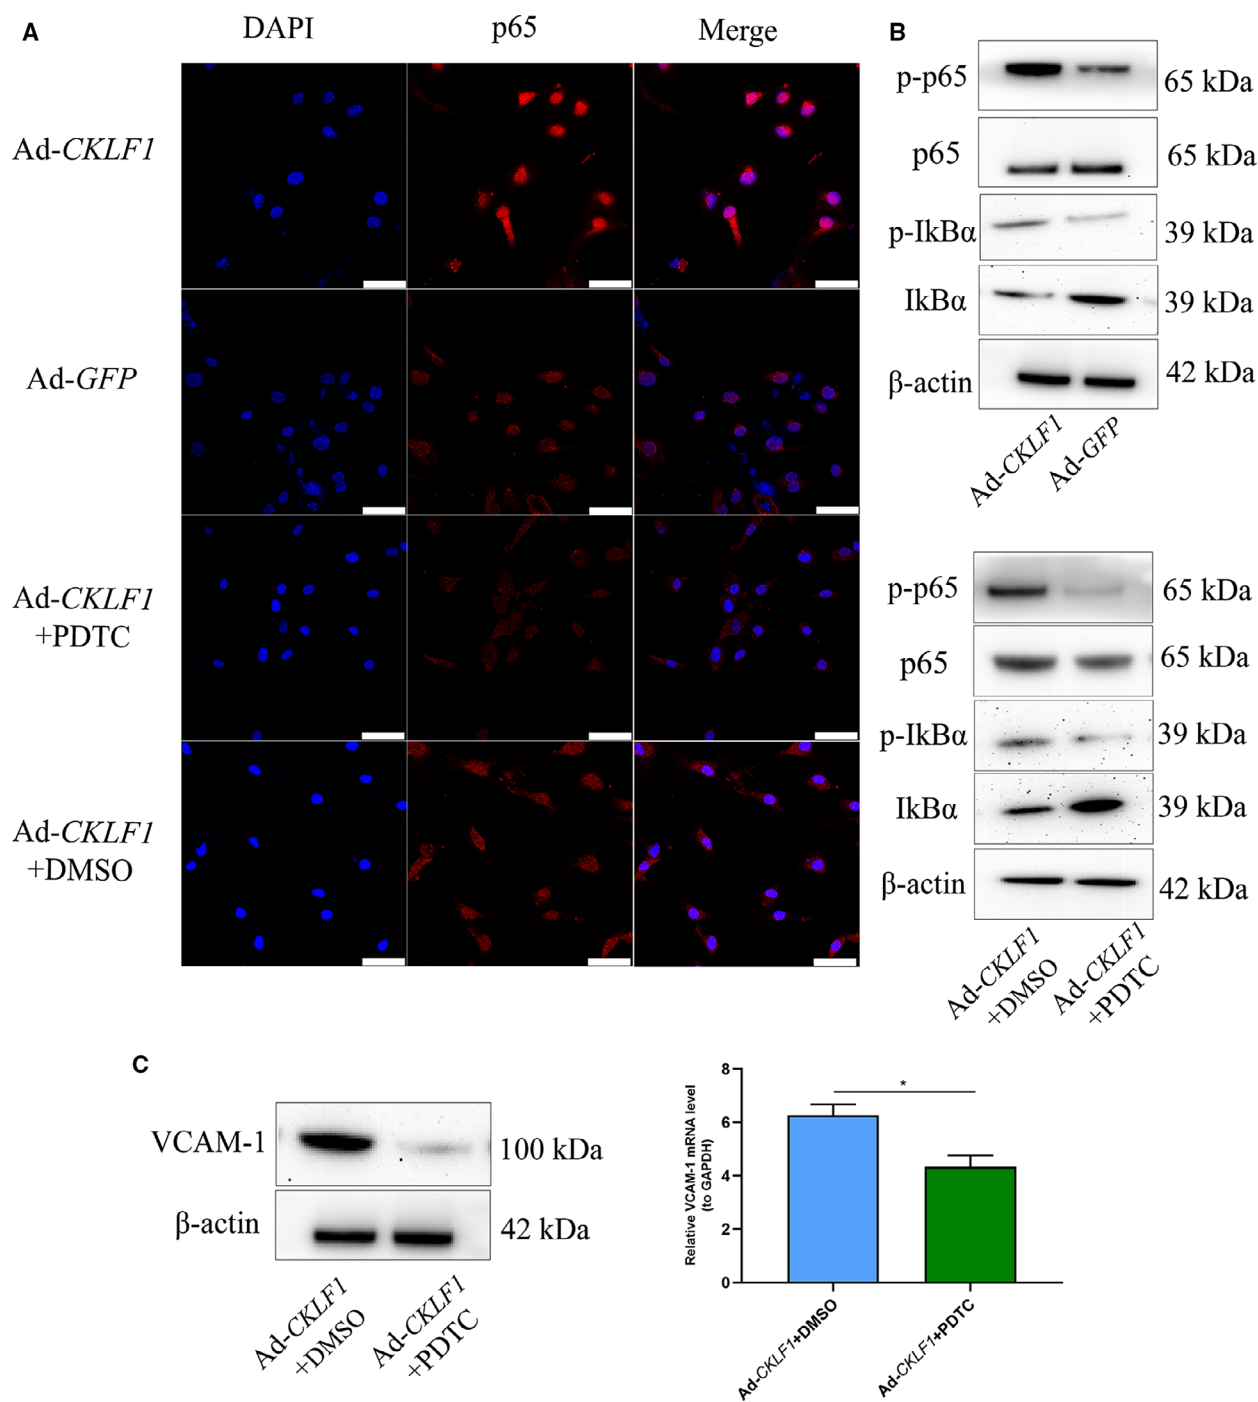 A
DAPI
p65
Merge
Ad-CKLF1
Ad-GFP
Ad-CKLF1
+PDTC
Ad-CKLF1
+DMSO
B
p-p65
65 kDa
p65
65 kDa
p-IkBα
39 kDa
IkBα
39 kDa
β-actin
42 kDa
Ad-CKLF1
Ad-GFP
p-p65
65 kDa
p65
65 kDa
p-IkBα
39 kDa
IkBα
39 kDa
β-actin
42 kDa
Ad-CKLF1
+DMSO
Ad-CKLF1
+PDTC
C
VCAM-1
100 kDa
β-actin
42 kDa
Ad-CKLF1
+DMSO
Ad-CKLF1
+PDTC
Relative VCAM-1 mRNA level
(to GAPDH)
8
6
4
2
0
*
Ad-CKLF1+DMSO
Ad-CKLF1+PDTC